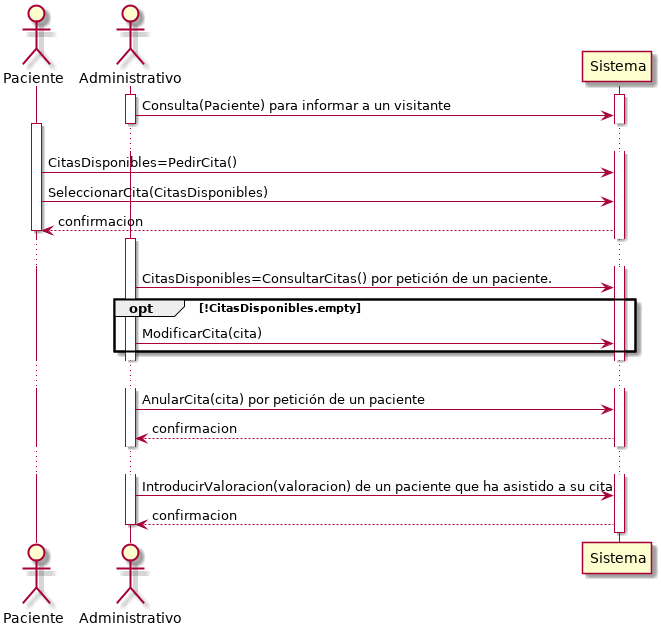 Paciente
Administrativo
Sistema
Consulta(Paciente) para informar a un visitante
CitasDisponibles=PedirCita()
SeleccionarCita(CitasDisponibles)
confirmacion
CitasDisponibles=ConsultarCitas() por petición de un paciente.
opt [!CitasDisponibles.empty]
ModificarCita(cita)
AnularCita(cita) por petición de un paciente
confirmacion
IntroducirValoracion(valoracion) de un paciente que ha asistido a su cita
confirmacion
Sistema
Paciente
Administrativo